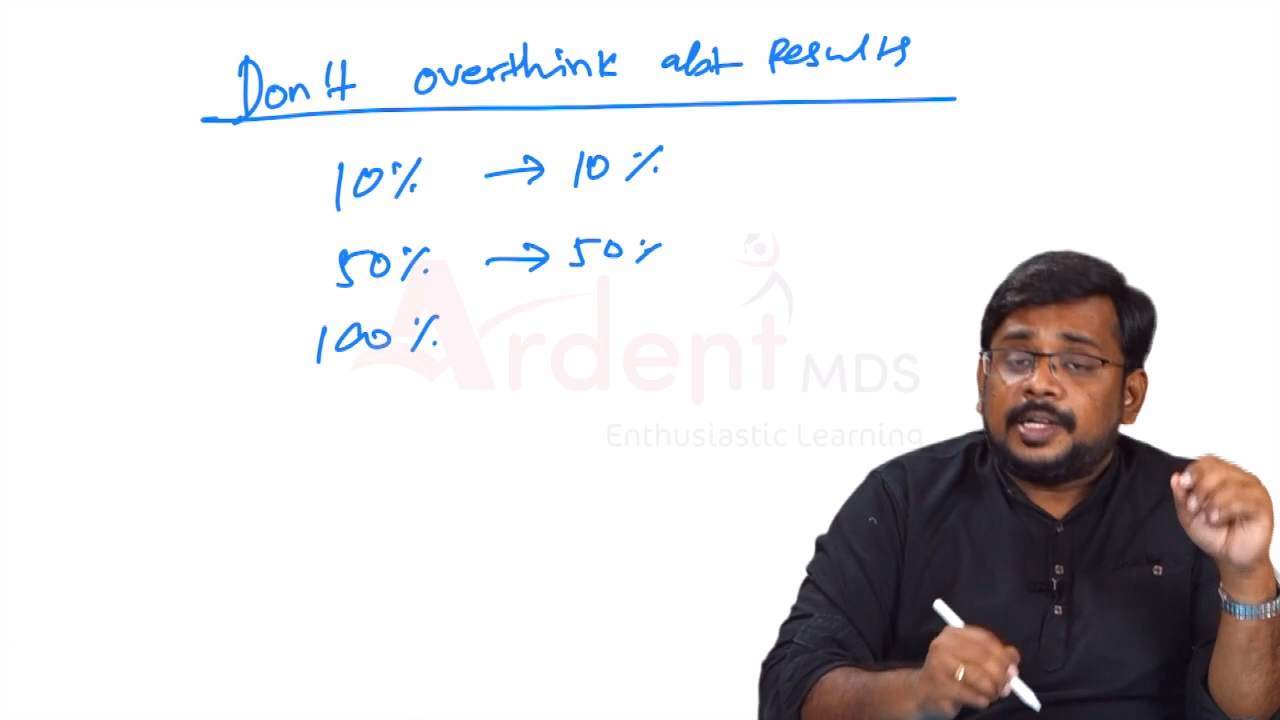 Don't overthink abt Results
10% → 10%
50% → 50%
100%
Ardent MDS
Enthusiastic Learning